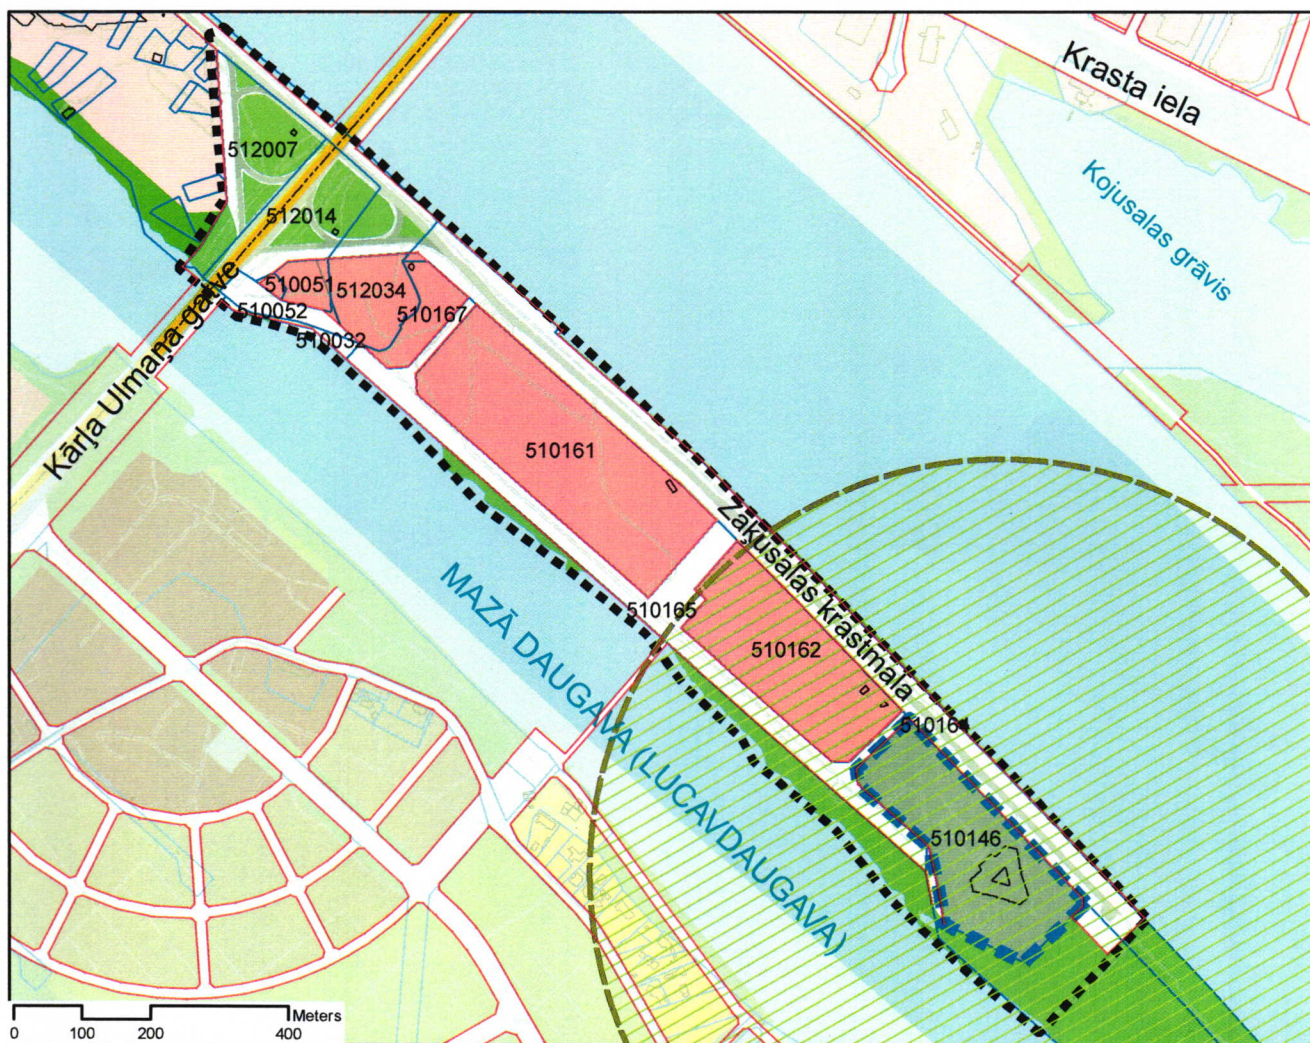 Krasta iela
Kojusalas grāvis
512007
512014
510051
512034
510052
510167
510032
Kārļa Ulmaņa gatve
510161
Zaķusalas krastmala
MAZĀ DAUGAVA (LUCAVDAUGAVA)
510165
510162
510164
510146
Meters
0 100 200 400